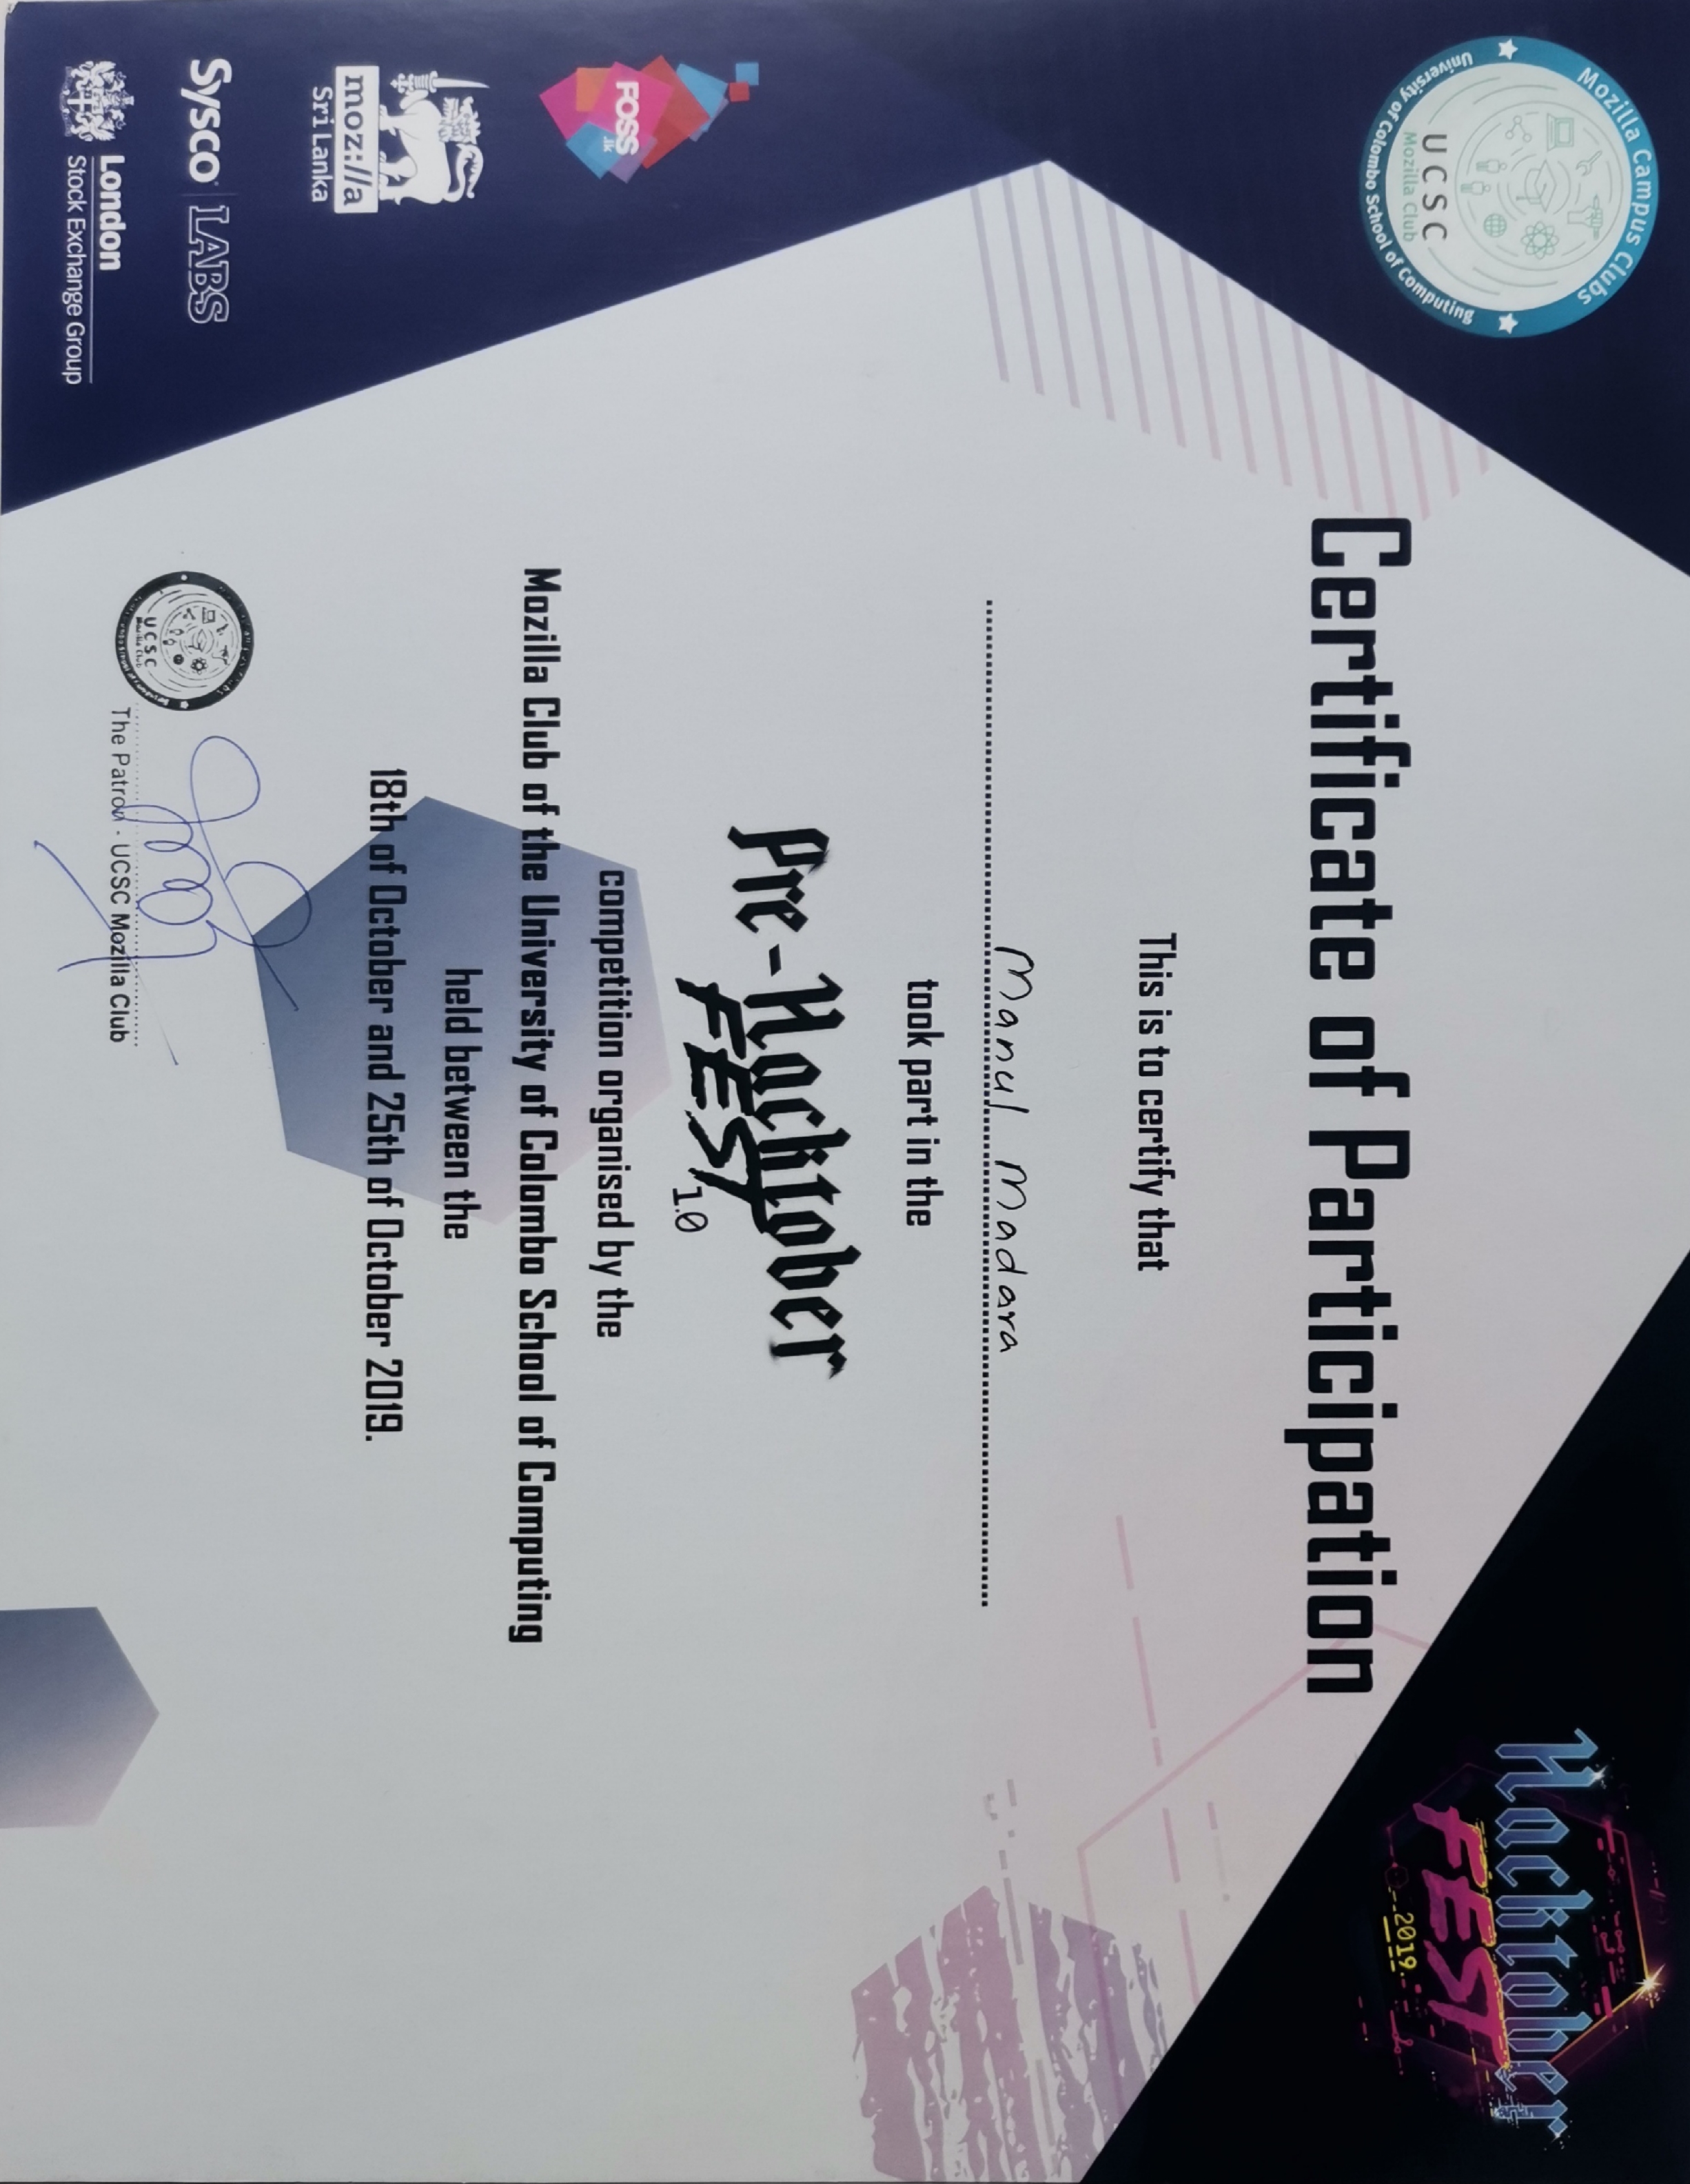 Mozilla Campus Clubs
UCSC
Mozilla Club
University of Colombo School of Computing
Hacktober
FEST
2019
Certificate of Participation
This is to certify that
Manul Madara
took part in the
Pre-Hacktober
FEST
1.0
competition organised by the
Mozilla Club of the University of Colombo School of Computing
held between the
18th of October and 25th of October 2019.
FOSS
.lk
moz://a
Sri Lanka
Sysco LABS
London
Stock Exchange Group
UCSC
Mozilla Club
The Patron - UCSC Mozilla Club